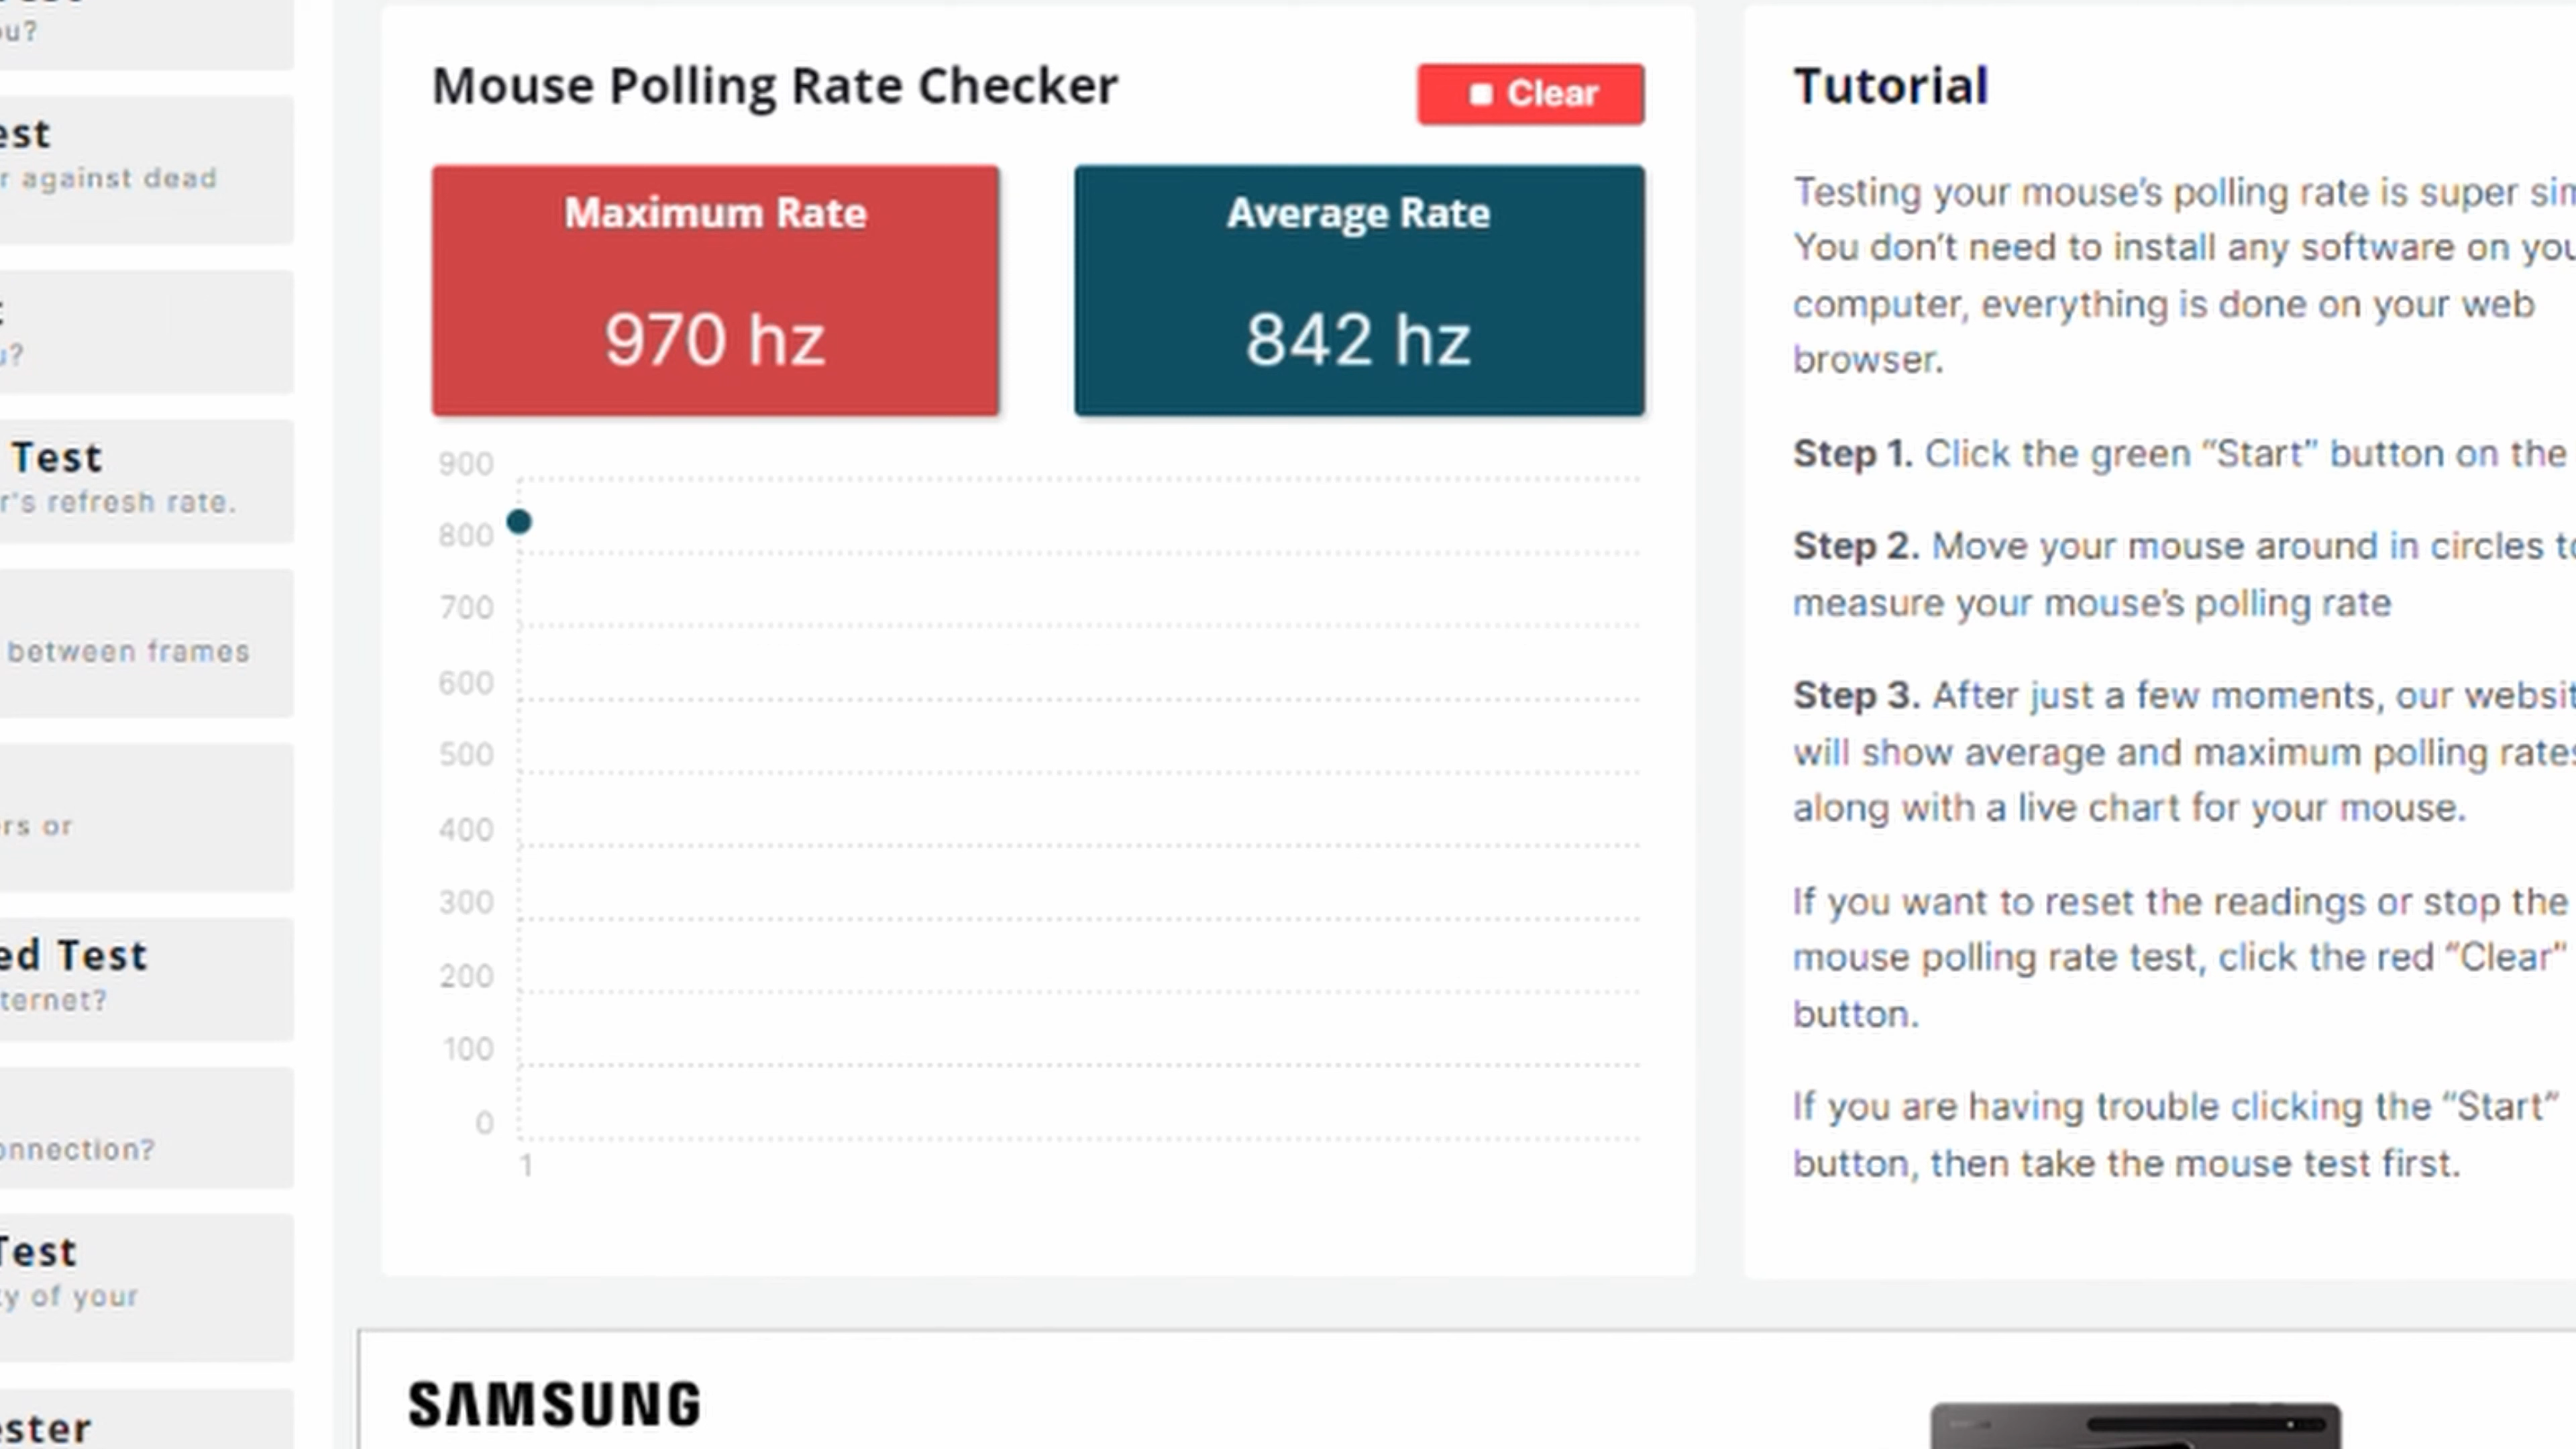 ou?
est
r against dead
u?
Test
r's refresh rate.
between frames
rs or
ed Test
ternet?
onnection?
Test
ty of your
ester
Mouse Polling Rate Checker
Clear
Maximum Rate
970 hz
Average Rate
842 hz
900
800
700
600
500
400
300
200
100
0
1
Tutorial
Testing your mouse’s polling rate is super sim
You don’t need to install any software on you
computer, everything is done on your web
browser.
Step 1. Click the green “Start” button on the
Step 2. Move your mouse around in circles to
measure your mouse’s polling rate
Step 3. After just a few moments, our websit
will show average and maximum polling rates
along with a live chart for your mouse.
If you want to reset the readings or stop the
mouse polling rate test, click the red “Clear”
button.
If you are having trouble clicking the “Start”
button, then take the mouse test first.
SAMSUNG